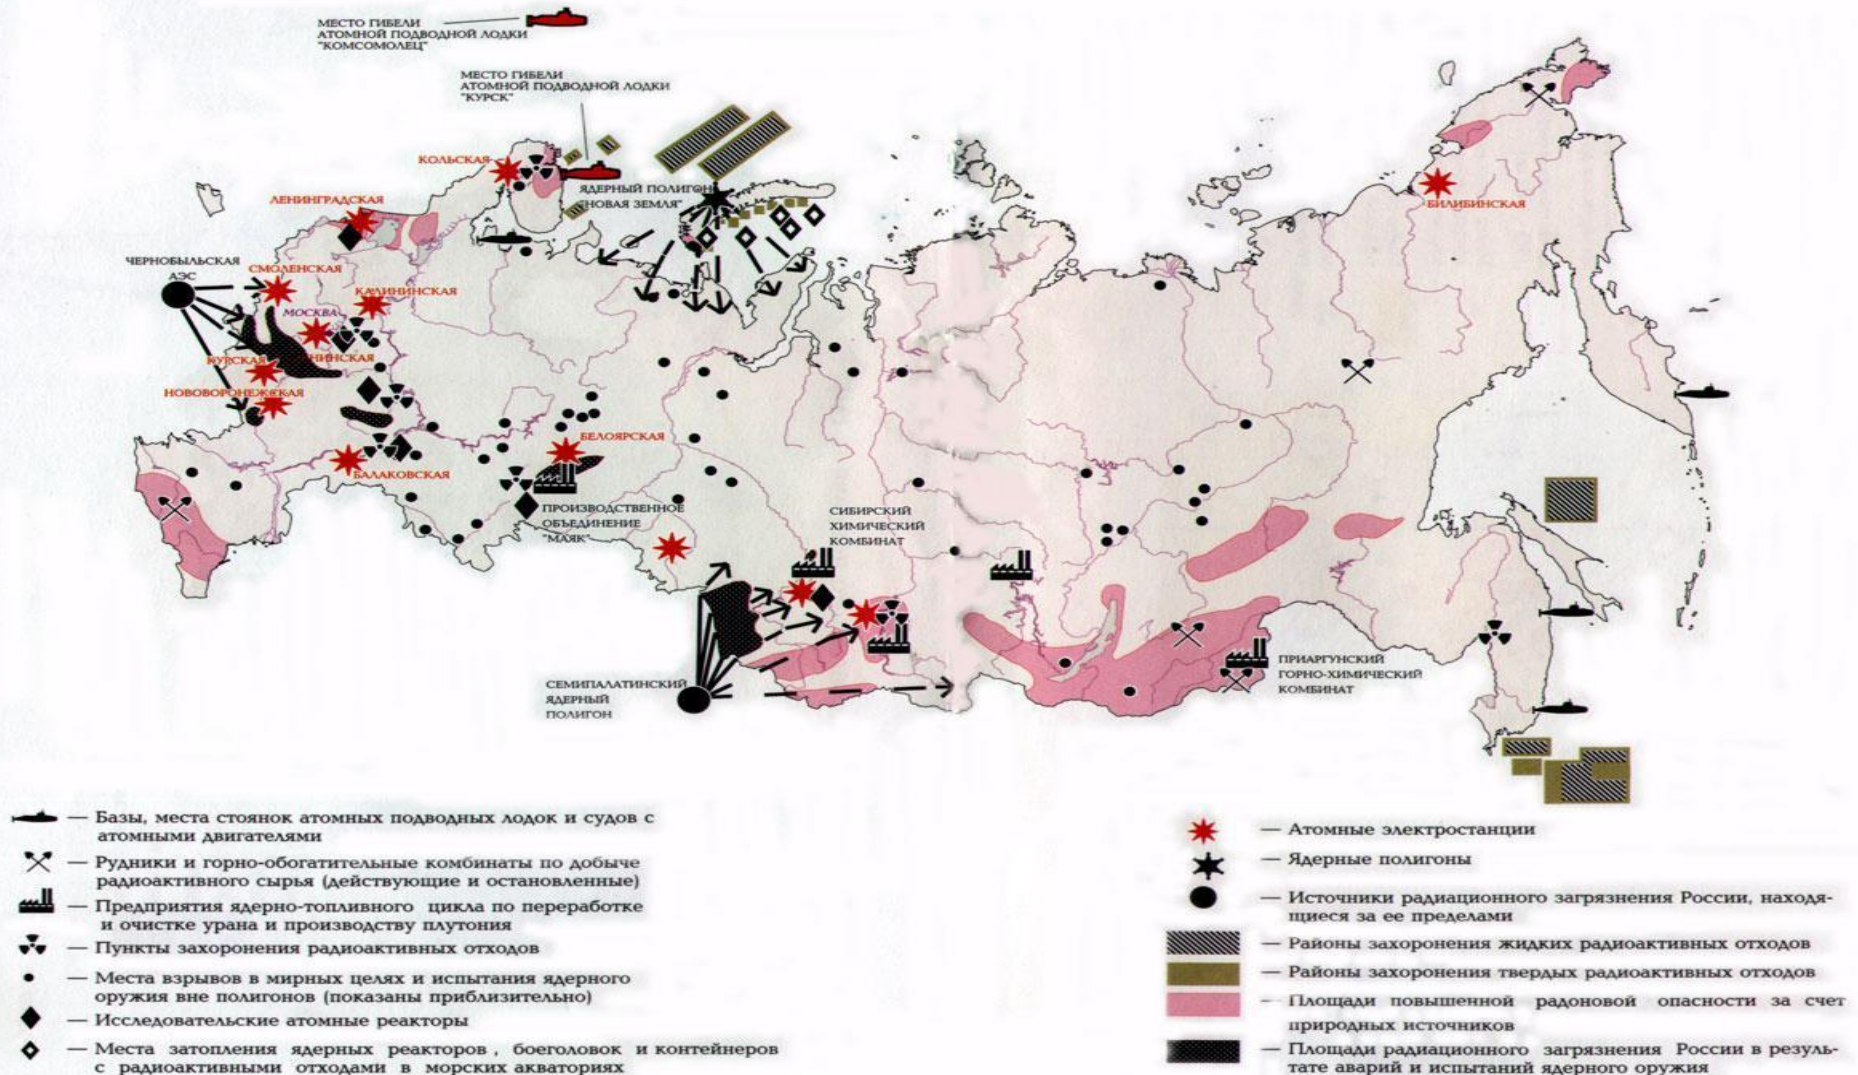 МЕСТО ГИБЕЛИ
АТОМНОЙ ПОДВОДНОЙ ЛОДКИ
"КОМСОМОЛЕЦ"
МЕСТО ГИБЕЛИ
АТОМНОЙ ПОДВОДНОЙ ЛОДКИ
"КУРСК"
КОЛЬСКАЯ
ЯДЕРНЫЙ ПОЛИГОН
"НОВАЯ ЗЕМЛЯ"
ЛЕНИНГРАДСКАЯ
БИЛИБИНСКАЯ
ЧЕРНОБЫЛЬСКАЯ
АЭС
СМОЛЕНСКАЯ
КАЛИНИНСКАЯ
МОСКВА
КУРСКАЯ
НОВОВОРОНЕЖСКАЯ
БЕЛОЯРСКАЯ
БАЛАКОВСКАЯ
ПРОИЗВОДСТВЕННОЕ
ОБЪЕДИНЕНИЕ
"МАЯК"
СИБИРСКИЙ
ХИМИЧЕСКИЙ
КОМБИНАТ
СЕМИПАЛАТИНСКИЙ
ЯДЕРНЫЙ
ПОЛИГОН
ПРИАРГУНСКИЙ
ГОРНО-ХИМИЧЕСКИЙ
КОМБИНАТ
— Базы, места стоянок атомных подводных лодок и судов с
атомными двигателями
— Рудники и горно-обогатительные комбинаты по добыче
радиоактивного сырья (действующие и остановленные)
— Предприятия ядерно-топливного цикла по переработке
и очистке урана и производству плутония
— Пункты захоронения радиоактивных отходов
— Места взрывов в мирных целях и испытания ядерного
оружия вне полигонов (показаны приблизительно)
— Исследовательские атомные реакторы
— Места затопления ядерных реакторов , боеголовок и контейнеров
с радиоактивными отходами в морских акваториях
— Атомные электростанции
— Ядерные полигоны
— Источники радиационного загрязнения России, находя-
щиеся за ее пределами
— Районы захоронения жидких радиоактивных отходов
— Районы захоронения твердых радиоактивных отходов
— Площади повышенной радоновой опасности за счет
природных источников
— Площади радиационного загрязнения России в резуль-
тате аварий и испытаний ядерного оружия